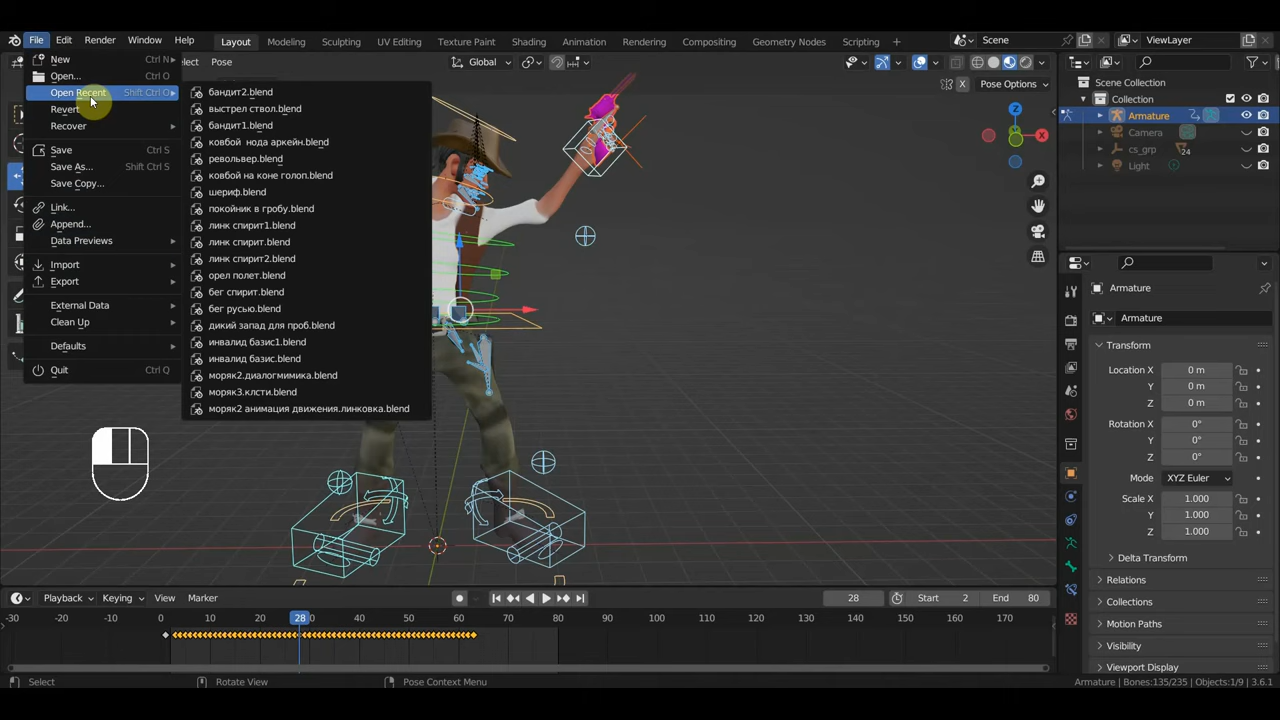 File Edit Render Window Help Layout Modeling Sculpting UV Editing Texture Paint Shading Animation Rendering Compositing Geometry Nodes Scripting Scene ViewLayer
New Ctrl N
Open... Ctrl O
Open Recent Shift Ctrl O
Revert
Recover
Save Ctrl S
Save As... Shift Ctrl S
Save Copy...
Link...
Append...
Data Previews
Import
Export
External Data
Clean Up
Defaults
Quit Ctrl Q
Pose
Global
Pose Options
бандит2.blend
выстрел ствол.blend
бандит1.blend
ковбой нода аркейн.blend
револьвер.blend
ковбой на коне голоп.blend
шериф.blend
покойник в гробу.blend
линк спирит1.blend
линк спирит.blend
линк спирит2.blend
орел полет.blend
бег спирит.blend
бег русью.blend
дикий запад для проб.blend
инвалид базис1.blend
инвалид базис.blend
моряк2.диалогмимика.blend
моряк3.клсти.blend
моряк2 анимация движения.линковка.blend
Z
X
Scene Collection
Collection
Armature
Camera
cs_grp 24
Light
Armature
Armature
Transform
Location X 0 m
Y 0 m
Z 0 m
Rotation X 0°
Y 0°
Z 0°
Mode XYZ Euler
Scale X 1.000
Y 1.000
Z 1.000
Delta Transform
Relations
Collections
Motion Paths
Visibility
Viewport Display
Playback Keying View Marker 28 Start 2 End 80
-30 -20 -10 0 10 20 28 40 50 60 70 80 90 100 110 120 130 140 150 160 170
Select Rotate View Pose Context Menu Armature | Bones:135/235 | Objects:1/9 | 3.6.1